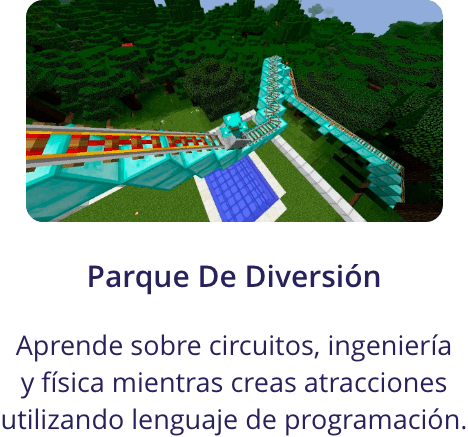 Parque De Diversión
Aprende sobre circuitos, ingeniería
y física mientras creas atracciones
utilizando lenguaje de programación.